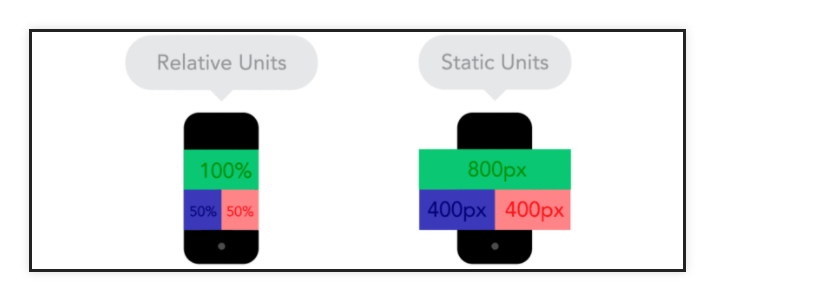 Relative Units
Static Units
100%
50% 50%
800px
400px 400px